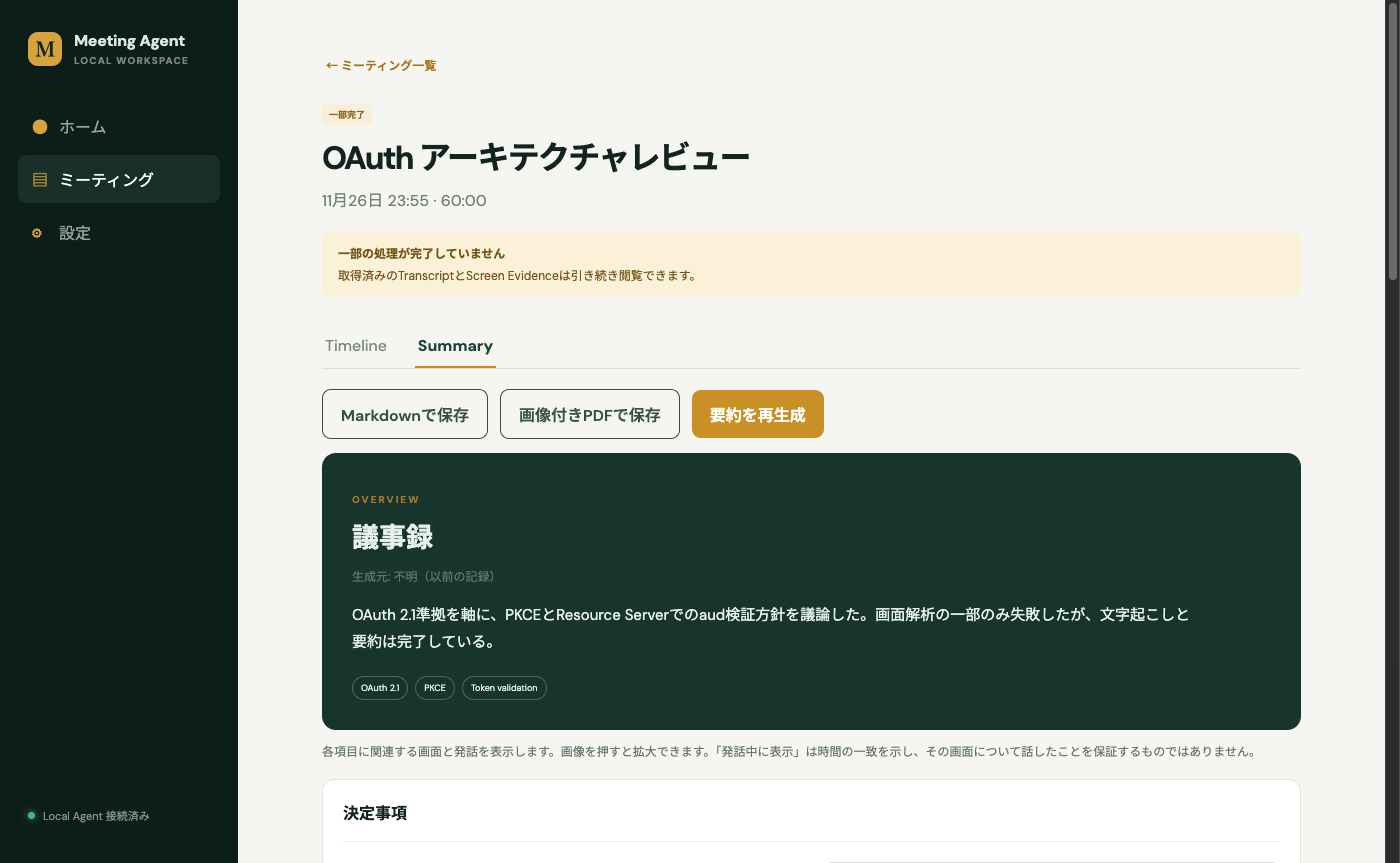 M
Meeting Agent
LOCAL WORKSPACE
ホーム
ミーティング
設定
Local Agent 接続済み
← ミーティング一覧
一部完了
OAuth アーキテクチャレビュー
11月26日 23:55 · 60:00
一部の処理が完了していません
取得済みのTranscriptとScreen Evidenceは引き続き閲覧できます。
Timeline
Summary
Markdownで保存
画像付きPDFで保存
要約を再生成
OVERVIEW
議事録
生成元: 不明（以前の記録）
OAuth 2.1準拠を軸に、PKCEとResource Serverでのaud検証方針を議論した。画面解析の一部のみ失敗したが、文字起こしと
要約は完了している。
OAuth 2.1
PKCE
Token validation
各項目に関連する画面と発話を表示します。画像を押すと拡大できます。「発話中に表示」は時間の一致を示し、その画面について話したことを保証するものではありません。
決定事項